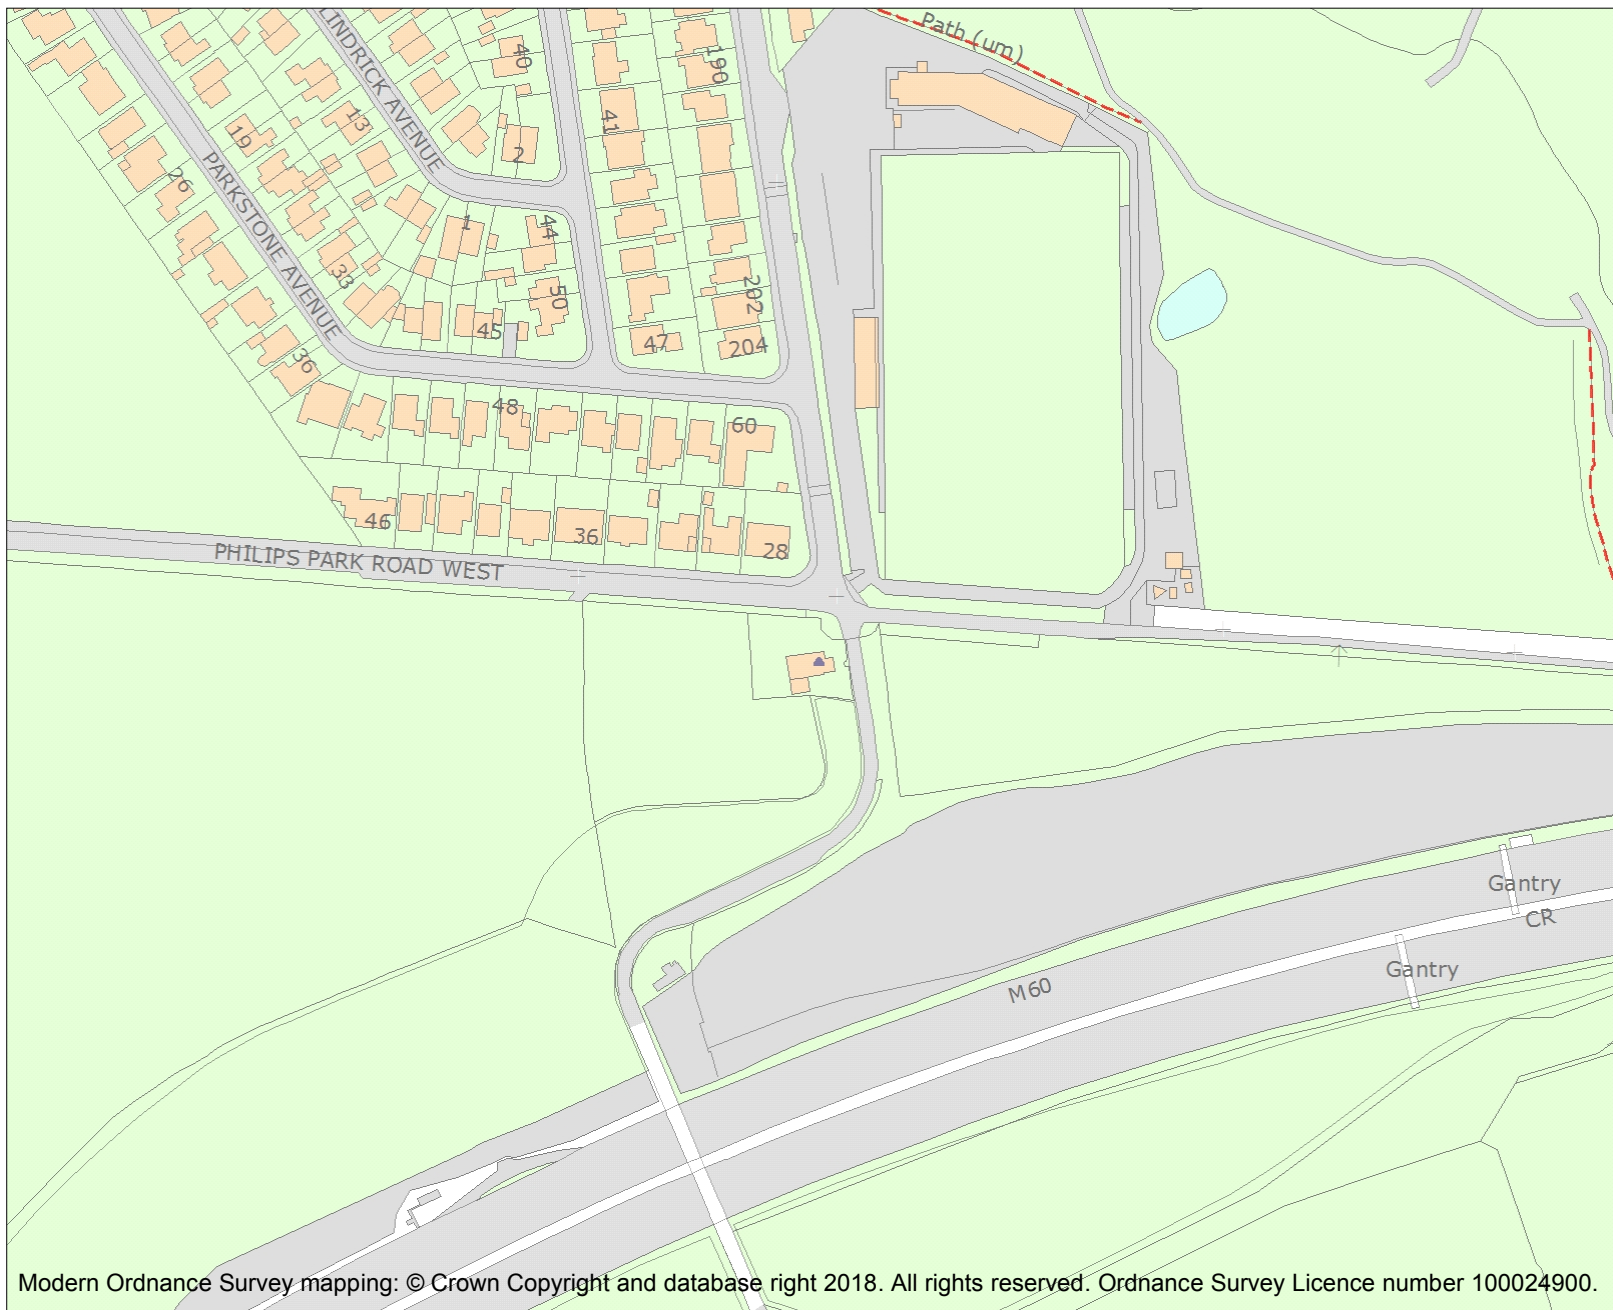 Path (um)
LINDRICK AVENUE
40
190
41
13
19
2
26
PARKSTONE AVENUE
1
44
33
50
202
45
47
204
36
48
60
46
36
28
PHILIPS PARK ROAD WEST
Gantry
CR
Gantry
M60
Modern Ordnance Survey mapping: © Crown Copyright and database right 2018. All rights reserved. Ordnance Survey Licence number 100024900.